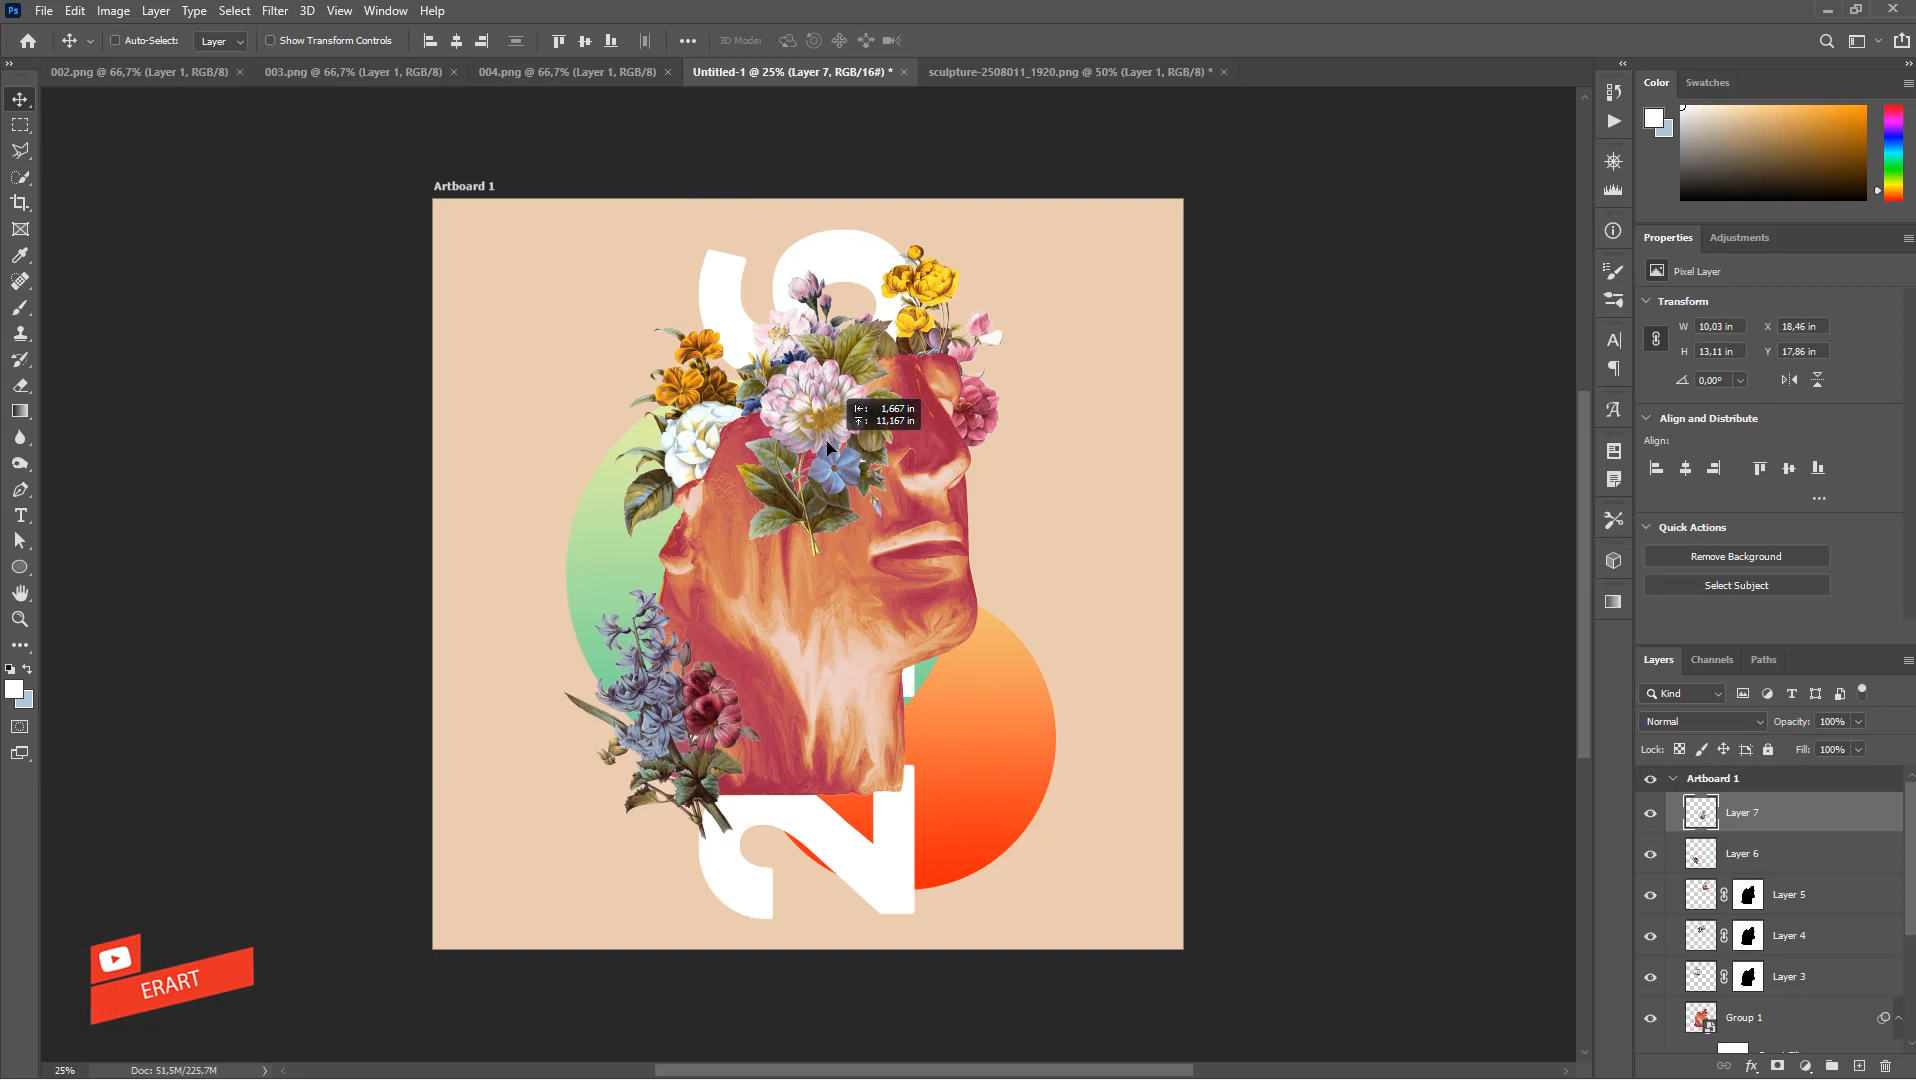 Ps File Edit Image Layer Type Select Filter 3D View Window Help
Auto-Select: Layer Show Transform Controls 3D Mode:
002.png @ 66,7% (Layer 1, RGB/8) × 003.png @ 66,7% (Layer 1, RGB/8) × 004.png @ 66,7% (Layer 1, RGB/8) × Untitled-1 @ 25% (Layer 7, RGB/16#) * × sculpture-2508011_1920.png @ 50% (Layer 1, RGB/8) * ×
Color Swatches
Artboard 1
1,667 in
11,167 in
Properties Adjustments
Pixel Layer
Transform
W 10,03 in X 18,46 in
H 13,11 in Y 17,86 in
0,00°
Align and Distribute
Align:
Quick Actions
Remove Background
Select Subject
Layers Channels Paths
Kind
Normal Opacity: 100%
Lock: Fill: 100%
Artboard 1
Layer 7
Layer 6
Layer 5
Layer 4
Layer 3
Group 1
ERART
25% Doc: 51,5M/225,7M